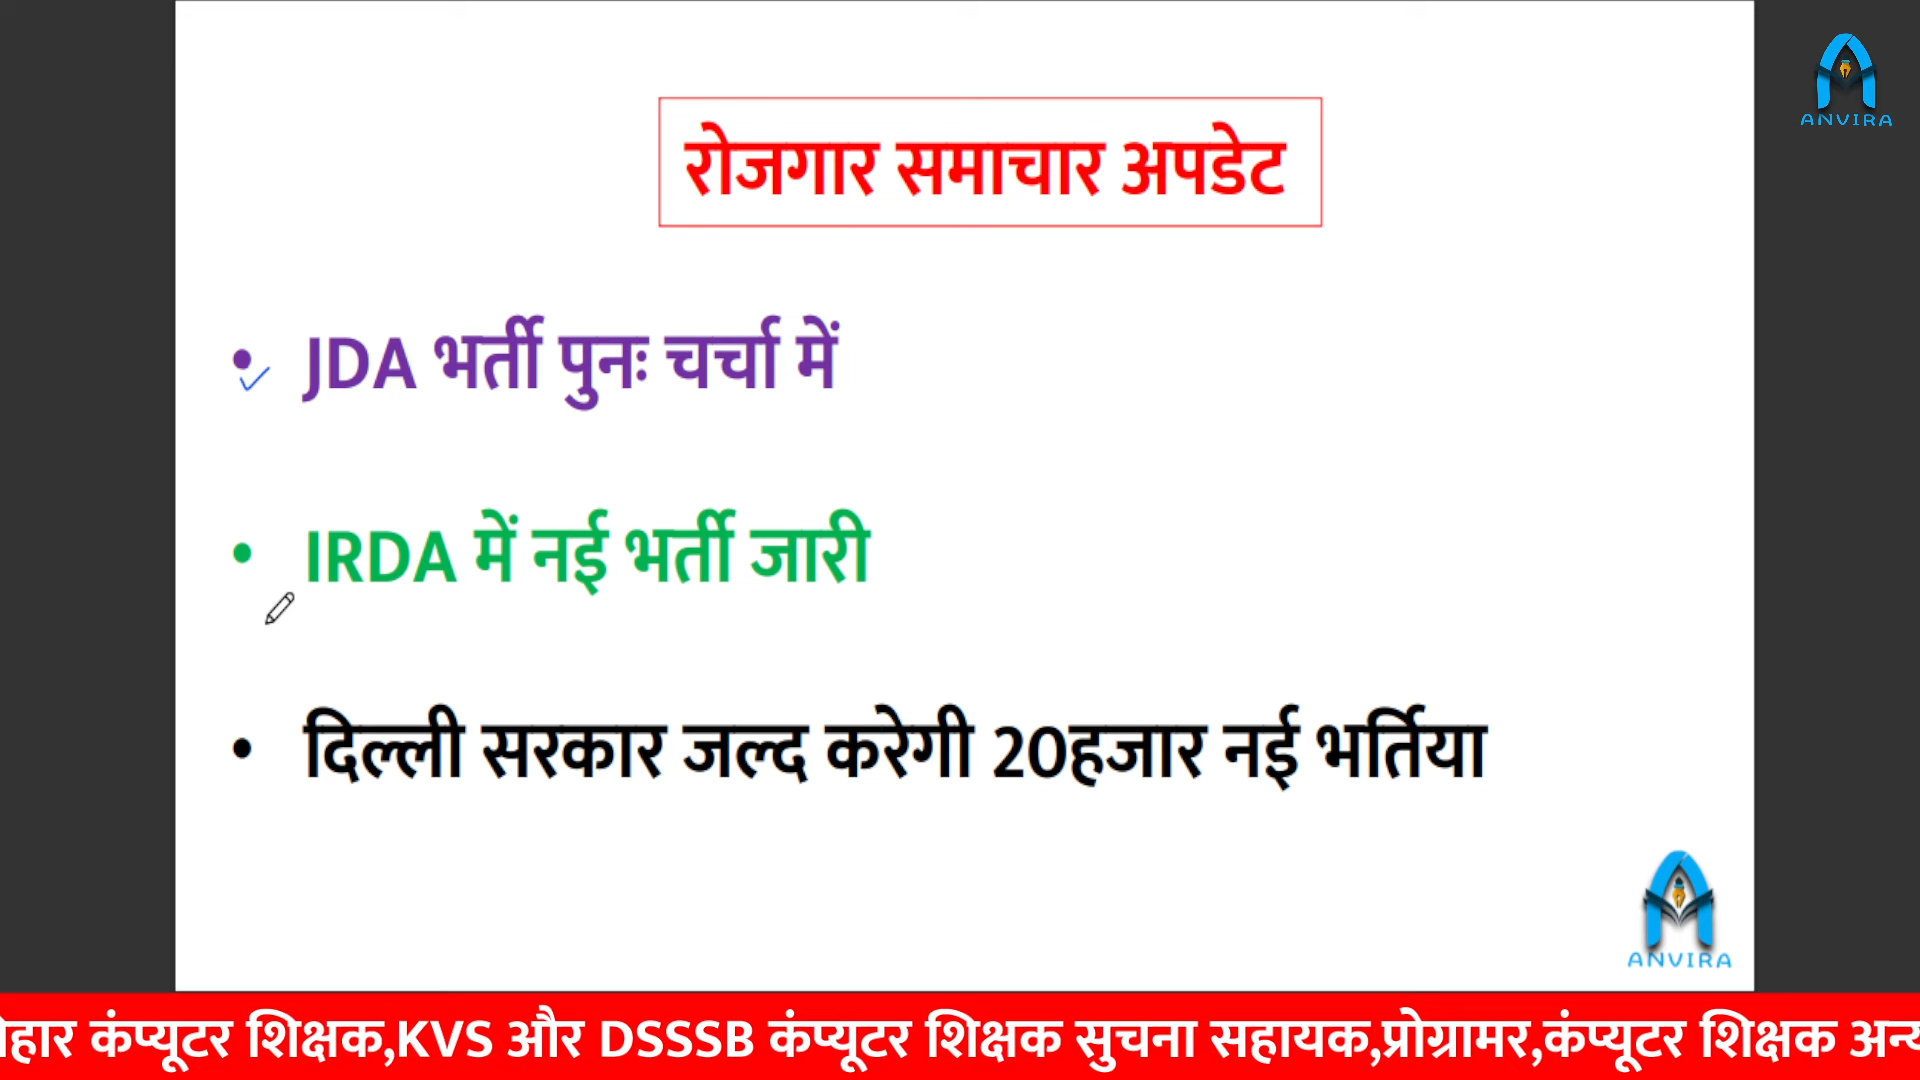 ANVIRA
रोजगार समाचार अपडेट
• JDA भर्ती पुनः चर्चा में
• IRDA में नई भर्ती जारी
• दिल्ली सरकार जल्द करेगी 20हजार नई भर्तिया
ANVIRA
कंप्यूटर शिक्षक,KVS और DSSSB कंप्यूटर शिक्षक सुचना सहायक,प्रोग्रामर,कंप्यूटर शिक्षक